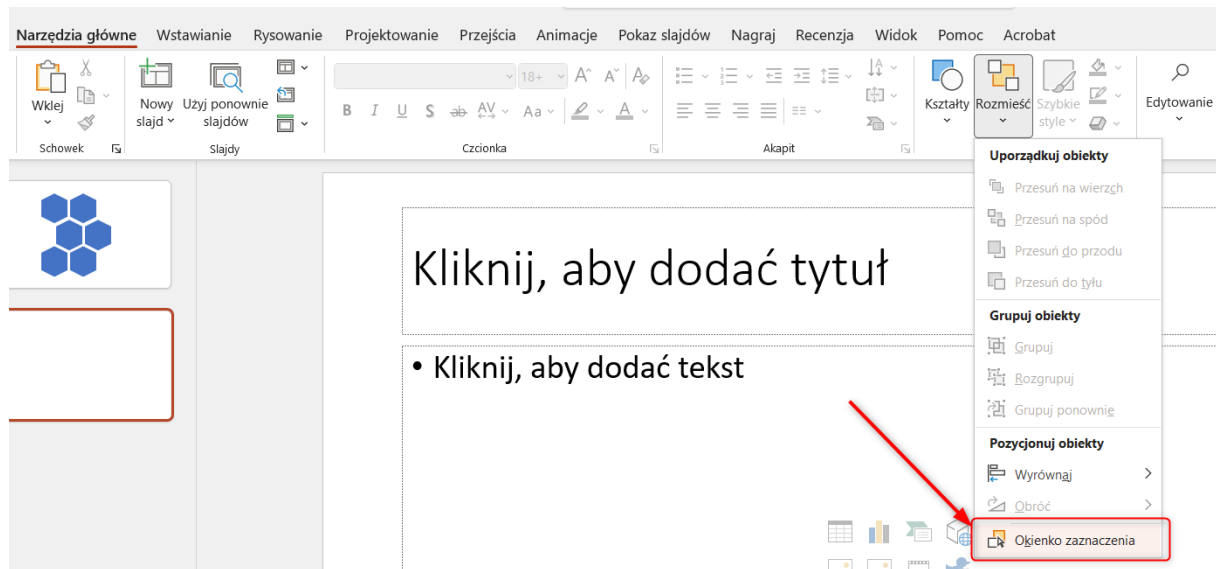 Narzędzia główne Wstawianie Rysowanie Projektowanie Przejścia Animacje Pokaz slajdów Nagraj Recenzja Widok Pomoc Acrobat
Wklej
Nowy slajd
Użyj ponownie slajdów
18+
A^ A˅ A
B I U S ab AV Aa A
Kształty
Rozmieść
Szybkie style
Edytowanie
Schowek
Slajdy
Czcionka
Akapit
Uporządkuj obiekty
Przesuń na wierzch
Przesuń na spód
Przesuń do przodu
Przesuń do tyłu
Grupuj obiekty
Grupuj
Rozgrupuj
Grupuj ponownie
Pozycjonuj obiekty
Wyrównaj
Obróć
Okienko zaznaczenia
Kliknij, aby dodać tytuł
• Kliknij, aby dodać tekst